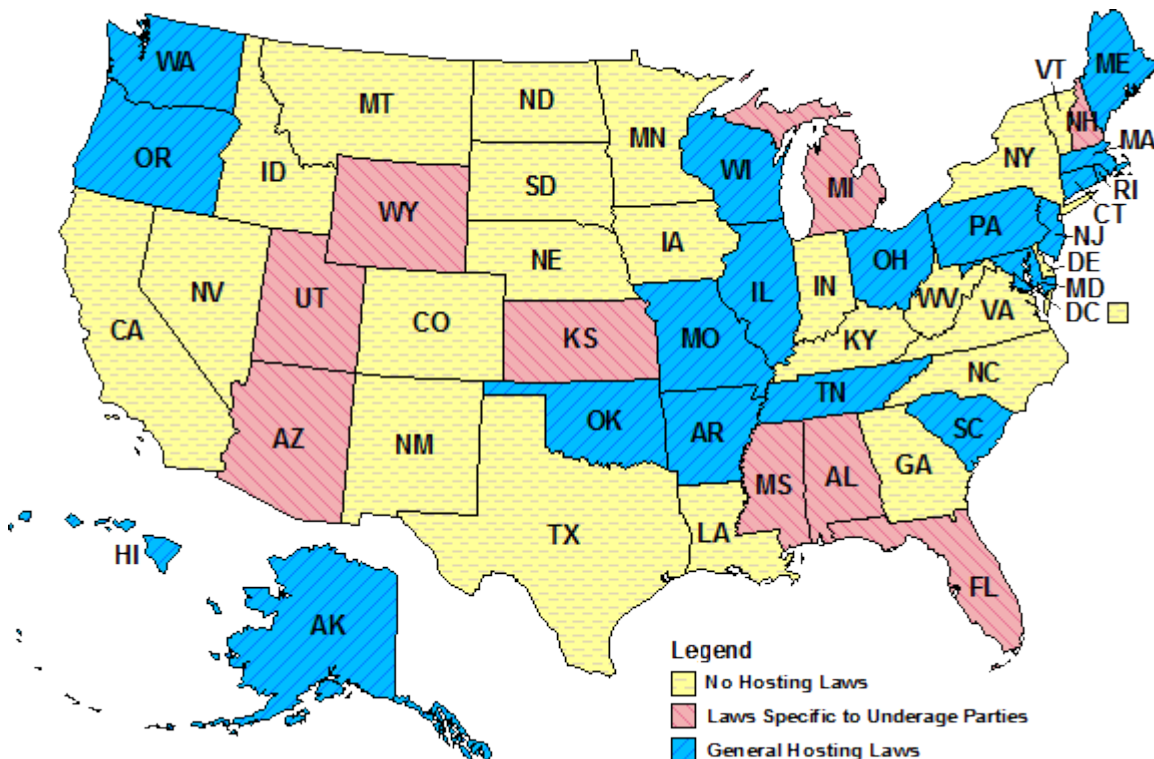 WA
MT
ND
MN
VT
ME
NH
MA
OR
ID
SD
WI
NY
MI
RI
CT
WY
PA
NJ
IA
NE
OH
DE
NV
UT
IL
IN
WV
MD
VA
DC
CA
CO
KS
MO
KY
NC
TN
AZ
NM
OK
AR
SC
MS
AL
GA
TX
LA
HI
FL
AK
Legend
No Hosting Laws
Laws Specific to Underage Parties
General Hosting Laws